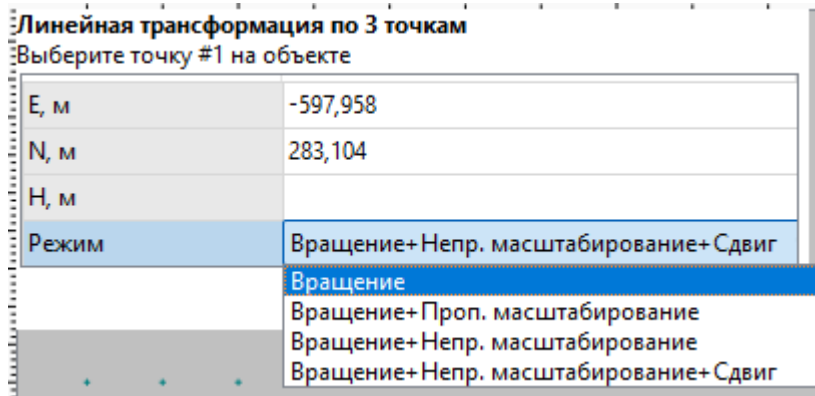 Линейная трансформация по 3 точкам
Выберите точку #1 на объекте
E, м -597,958
N, м 283,104
H, м
Режим Вращение+Непр. масштабирование+Сдвиг
Вращение
Вращение+Проп. масштабирование
Вращение+Непр. масштабирование
Вращение+Непр. масштабирование+Сдвиг